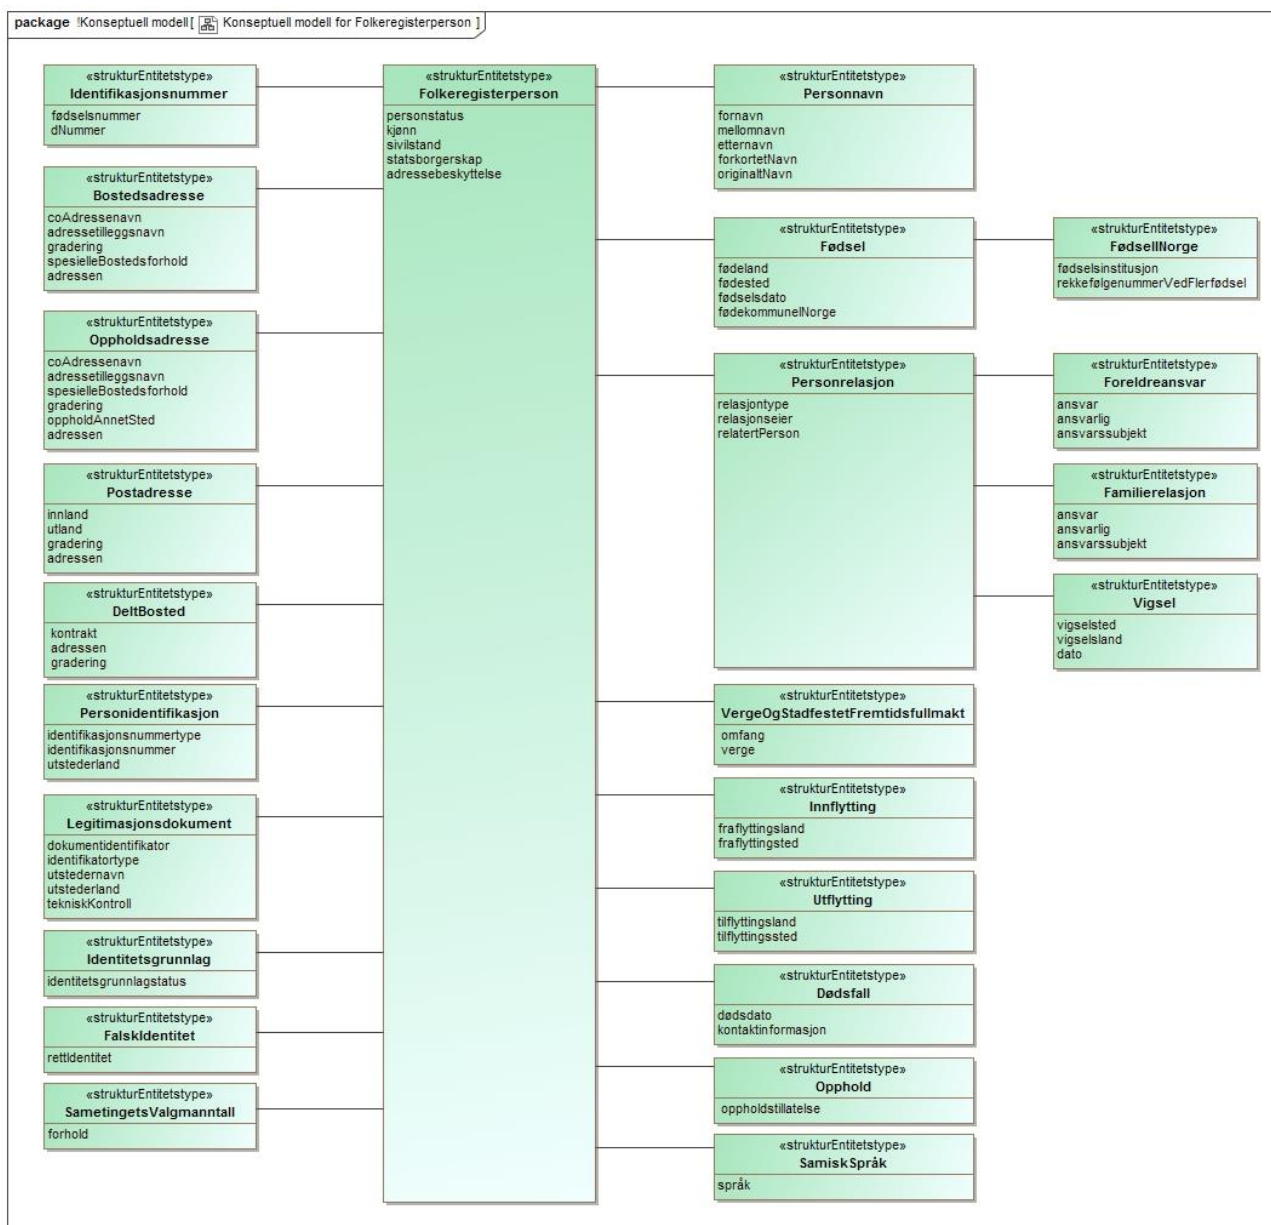 package !Konseptuell modell[ Konseptuell modell for Folkeregisterperson ]
«strukturEntitetstype»
Identifikasjonsnummer
fødselsnummer
dNummer
«strukturEntitetstype»
Bostedsadresse
coAdressenavn
adressetilleggsnavn
gradering
spesielleBostedsforhold
adressen
«strukturEntitetstype»
Oppholdsadresse
coAdressenavn
adressetilleggsnavn
spesielleBostedsforhold
gradering
oppholdAnnetSted
adressen
«strukturEntitetstype»
Postadresse
innland
utland
gradering
adressen
«strukturEntitetstype»
DeltBosted
kontrakt
adressen
gradering
«strukturEntitetstype»
Personidentifikasjon
identifikasjonsnummertype
identifikasjonsnummer
utstederland
«strukturEntitetstype»
Legitimasjonsdokument
dokumentidentifikator
identifikatortype
utstedernavn
utstederland
tekniskKontroll
«strukturEntitetstype»
Identitetsgrunnlag
identitetsgrunnlagstatus
«strukturEntitetstype»
FalskIdentitet
rettIdentitet
«strukturEntitetstype»
SametingetsValgmanntall
forhold
«strukturEntitetstype»
Folkeregisterperson
personstatus
kjønn
sivilstand
statsborgerskap
adressebeskyttelse
«strukturEntitetstype»
Personnavn
fornavn
mellomnavn
etternavn
forkortetNavn
originaltNavn
«strukturEntitetstype»
Fødsel
fødeland
fødested
fødselsdato
fødekommuneINorge
«strukturEntitetstype»
FødselINorge
fødselsinstitusjon
rekkefølgenummerVedFlerfødsel
«strukturEntitetstype»
Personrelasjon
relasjontype
relasjonseier
relatertPerson
«strukturEntitetstype»
Foreldreansvar
ansvar
ansvarlig
ansvarssubjekt
«strukturEntitetstype»
Familierelasjon
ansvar
ansvarlig
ansvarssubjekt
«strukturEntitetstype»
Vigsel
vigselsted
vigselsland
dato
«strukturEntitetstype»
VergeOgStadfestetFremtidsfullmakt
omfang
verge
«strukturEntitetstype»
Innflytting
fraflyttingsland
fraflyttingsted
«strukturEntitetstype»
Utflytting
tilflyttingsland
tilflyttingssted
«strukturEntitetstype»
Dødsfall
dødsdato
kontaktinformasjon
«strukturEntitetstype»
Opphold
oppholdstillatelse
«strukturEntitetstype»
SamiskSpråk
språk